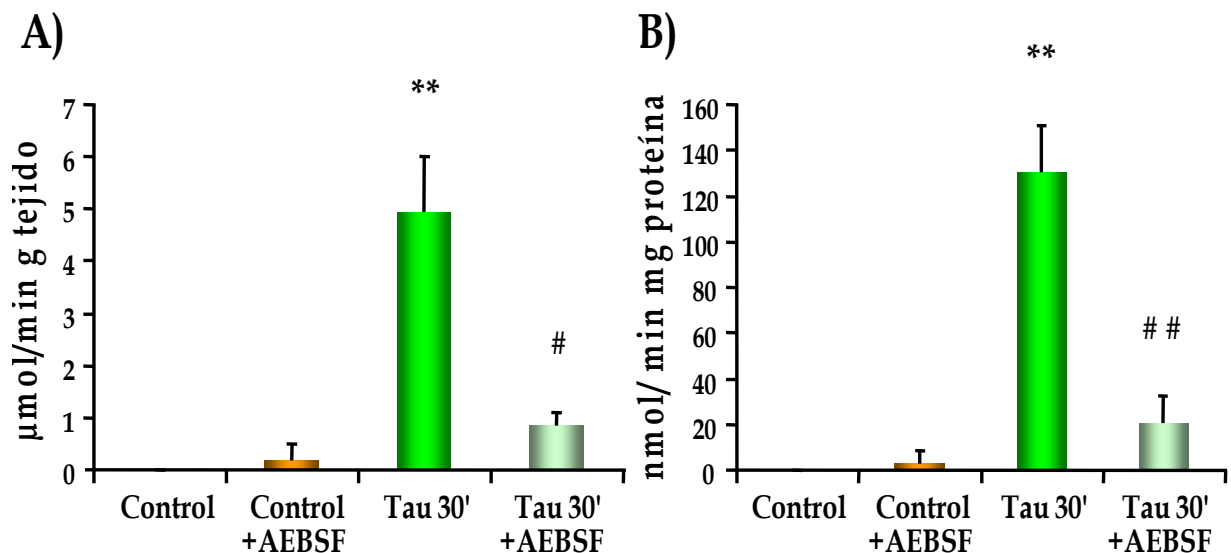 A)
μmol/min g tejido
7
6
5
4
3
2
1
0
**
#
Control
Control
+AEBSF
Tau 30'
Tau 30'
+AEBSF
B)
nmol/ min mg proteína
160
140
120
100
80
60
40
20
0
**
# #
Control
Control
+AEBSF
Tau 30'
Tau 30'
+AEBSF